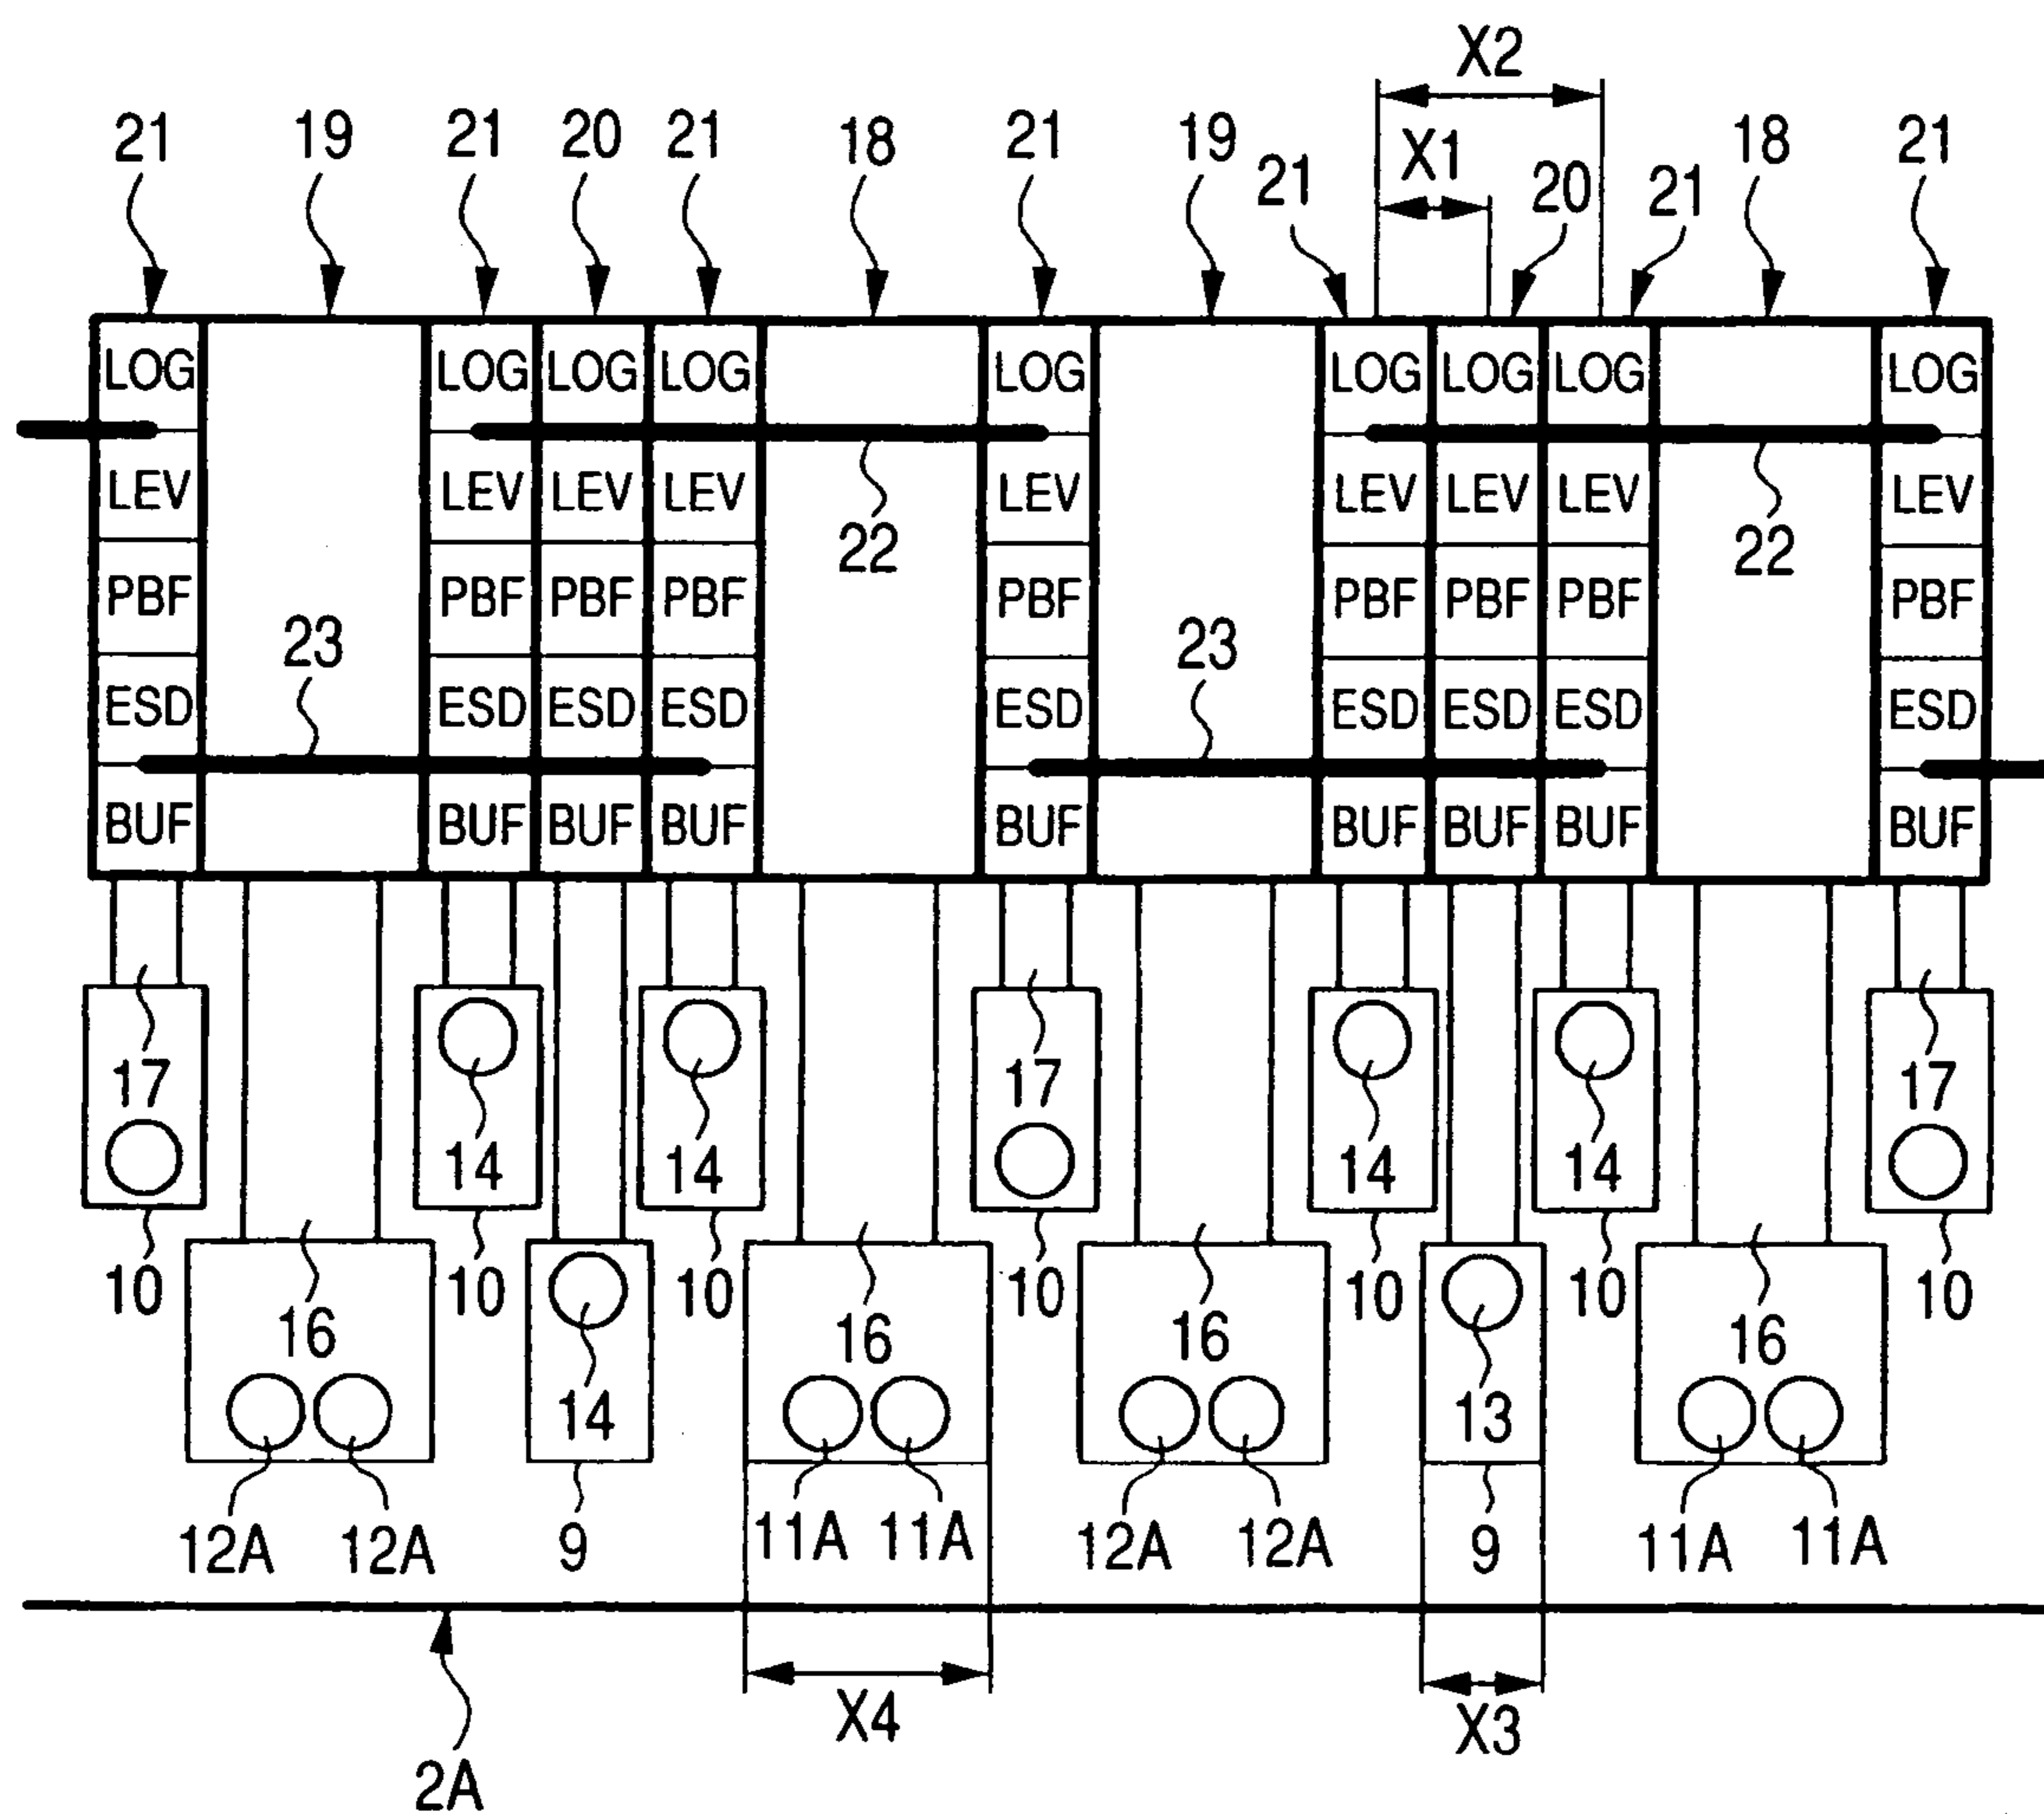 X2
21 19 21 20 21 18 21 19 21 X1 20 21 18 21
LOG LOG LOG LOG LOG LOG LOG LOG LOG
LEV LEV LEV LEV LEV LEV LEV LEV LEV
22 22
PBF PBF PBF PBF PBF PBF PBF PBF PBF
23 23
ESD ESD ESD ESD ESD ESD ESD ESD ESD
BUF BUF BUF BUF BUF BUF BUF BUF BUF
17 14 14 17 14 14 17
10 10 10 10 10 10 10
16 14 16 16 13 16
12A 12A 9 11A 11A 12A 12A 9 11A 11A
X4 X3
2A